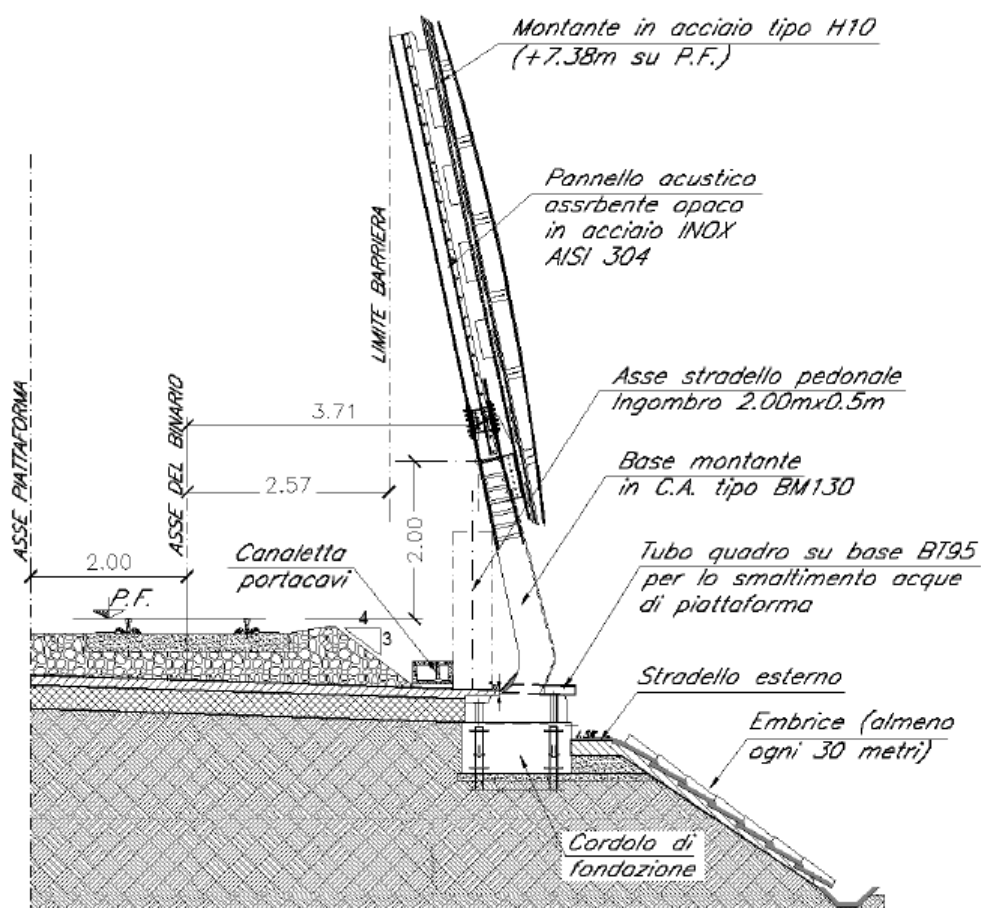 Montante in acciaio tipo H10
(+7.38m su P.F.)
Pannello acustico
assrbente opaco
in acciaio INOX
AISI 304
LIMITE BARRIERA
ASSE PIATTAFORMA
ASSE DEL BINARIO
3.71
2.57
2.00
2.00
Asse stradello pedonale
Ingombro 2.00mx0.5m
Base montante
in C.A. tipo BM130
Canaletta
portacavi
Tubo quadro su base BT95
per lo smaltimento acque
di piattaforma
P.F.
4
3
Stradello esterno
Embrice (almeno
ogni 30 metri)
Cordolo di
fondazione